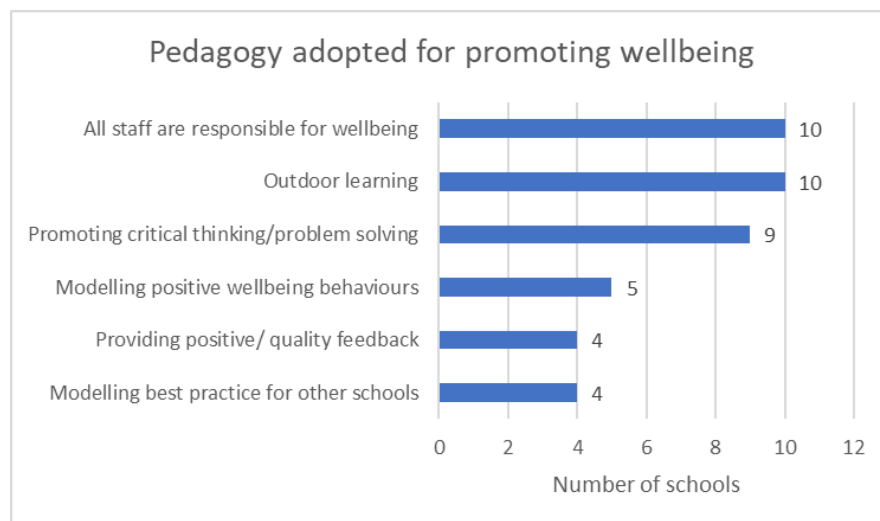 Pedagogy adopted for promoting wellbeing
All staff are responsible for wellbeing
10
Outdoor learning
10
Promoting critical thinking/problem solving
9
Modelling positive wellbeing behaviours
5
Providing positive/ quality feedback
4
Modelling best practice for other schools
4
0 2 4 6 8 10 12
Number of schools